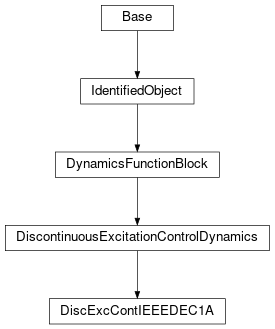 Base
IdentifiedObject
DynamicsFunctionBlock
DiscontinuousExcitationControlDynamics
DiscExcContIEEEDEC1A